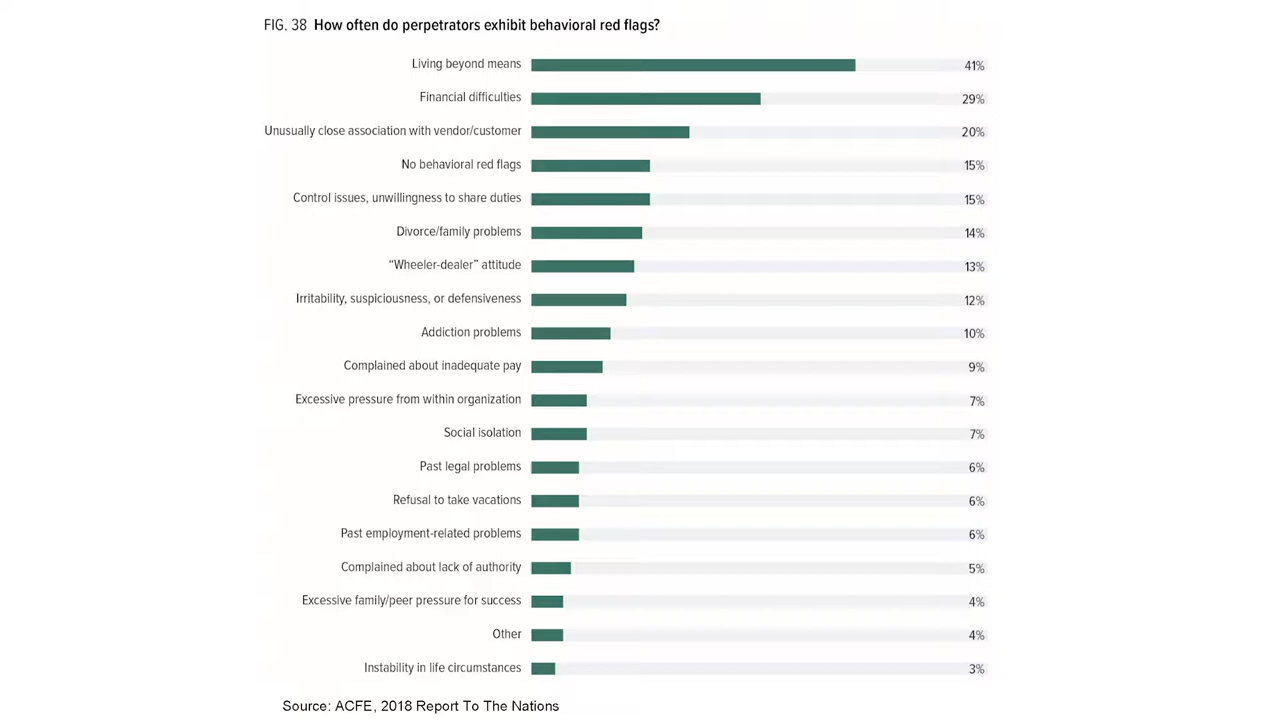 FIG. 38 How often do perpetrators exhibit behavioral red flags?
Living beyond means 41%
Financial difficulties 29%
Unusually close association with vendor/customer 20%
No behavioral red flags 15%
Control issues, unwillingness to share duties 15%
Divorce/family problems 14%
“Wheeler-dealer” attitude 13%
Irritability, suspiciousness, or defensiveness 12%
Addiction problems 10%
Complained about inadequate pay 9%
Excessive pressure from within organization 7%
Social isolation 7%
Past legal problems 6%
Refusal to take vacations 6%
Past employment-related problems 6%
Complained about lack of authority 5%
Excessive family/peer pressure for success 4%
Other 4%
Instability in life circumstances 3%
Source: ACFE, 2018 Report To The Nations